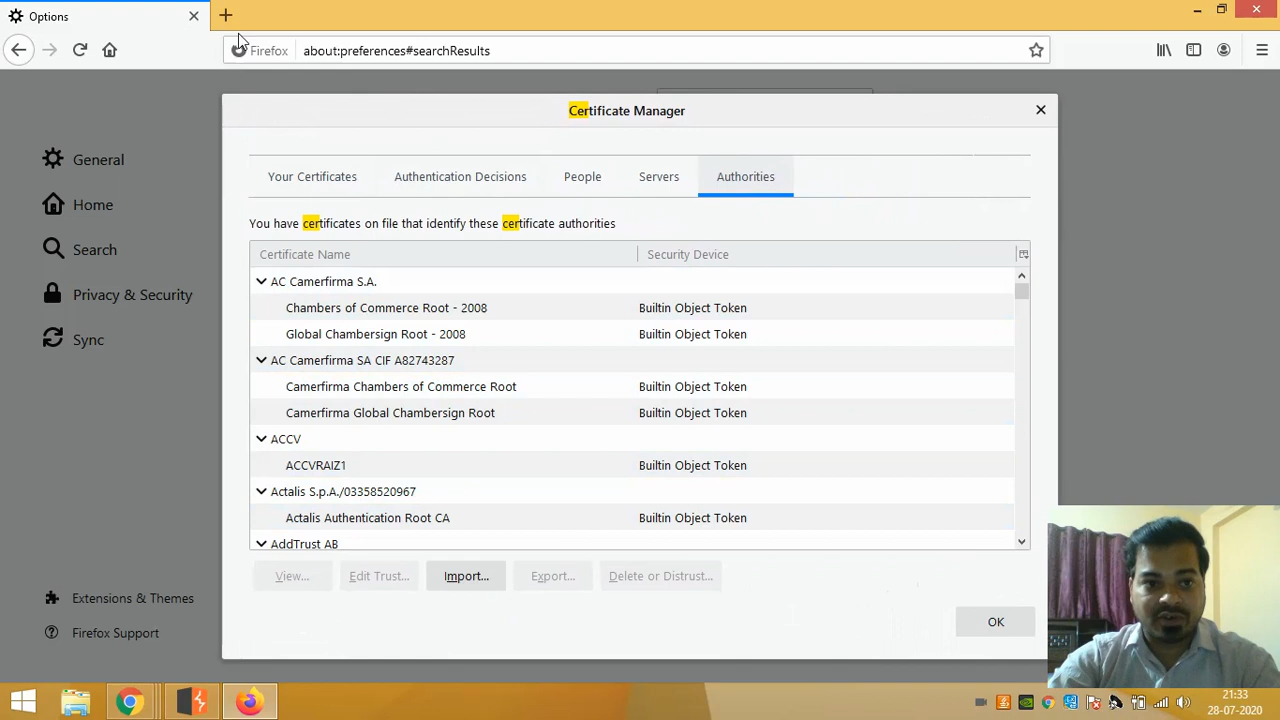 Options
Firefox
about:preferences#searchResults
Certificate Manager
General
Home
Search
Privacy & Security
Sync
Extensions & Themes
Firefox Support
Your Certificates
Authentication Decisions
People
Servers
Authorities
You have certificates on file that identify these certificate authorities
Certificate Name
Security Device
AC Camerfirma S.A.
Chambers of Commerce Root - 2008
Builtin Object Token
Global Chambersign Root - 2008
Builtin Object Token
AC Camerfirma SA CIF A82743287
Camerfirma Chambers of Commerce Root
Builtin Object Token
Camerfirma Global Chambersign Root
Builtin Object Token
ACCV
ACCVRAIZ1
Builtin Object Token
Actalis S.p.A./03358520967
Actalis Authentication Root CA
Builtin Object Token
AddTrust AB
View...
Edit Trust...
Import...
Export...
Delete or Distrust...
OK
21:33
28-07-2020